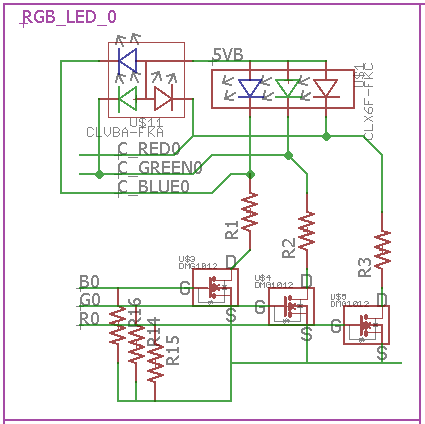 RGB_LED_0
5VB
U$1
CLX6F-FKC
U$11
CLVBA-FKA
C_RED0
C_GREEN0
C_BLUE0
R1
R2
R3
U$3
DMG1012
D
G
S
U$4
DMG1012
D
G
S
U$5
DMG1012
D
G
S
B0
G0
R0
R16
R14
R15